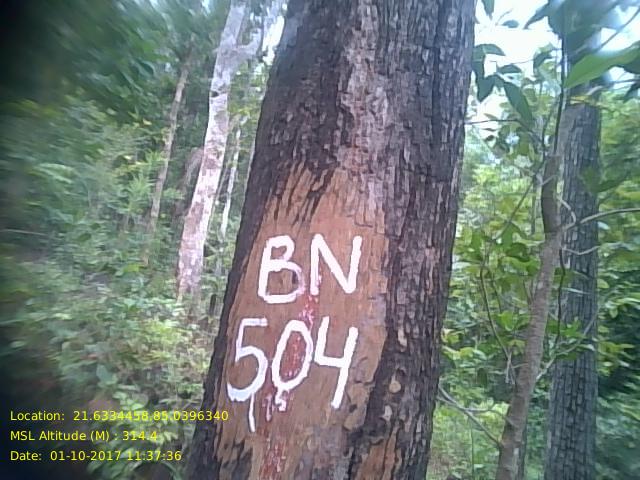 BN
504
Location: 21.6334458,85.0396340
MSL Altitude (M) : 314.4
Date: 01-10-2017 11:37:36